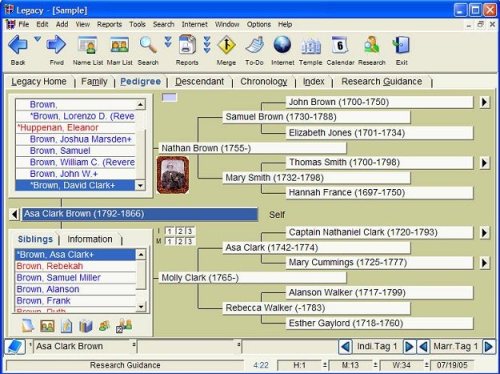 Legacy - [Sample]
File Edit Add View Reports Tools Search Internet Window Options Help
Back Frwd Name List Marr List Search Reports Merge To-Do Internet Temple Calendar Research Exit
Legacy Home Family Pedigree Descendant Chronology Index Research Guidance
Brown,
*Brown, Lorenzo D. (Reve
*Huppenan, Eleanor
Brown, Joshua Marsden+
Brown, Samuel
Brown, William C. (Revere
Brown, John W.+
*Brown, David Clark+
John Brown (1700-1750)
Samuel Brown (1730-1788)
Elizabeth Jones (1701-1734)
Nathan Brown (1755-)
Thomas Smith (1700-1798)
Mary Smith (1732-1798)
Hannah France (1697-1750)
Asa Clark Brown (1792-1866) Self
Siblings Information
*Brown, Asa Clark+
Brown, Rebekah
Brown, Samuel Miller
Brown, Alanson
Brown, Frank
Brown, Ruth
I 1 2 3
M 1 2 3
Captain Nathaniel Clark (1720-1793)
Asa Clark (1742-1774)
Mary Cummings (1725-1777)
Molly Clark (1765-)
Alanson Walker (1717-1799)
Rebecca Walker (-1783)
Esther Gaylord (1718-1760)
Asa Clark Brown Indi.Tag 1 Marr.Tag 1
Research Guidance 4:22 H:1 M:13 W:34 07/19/05